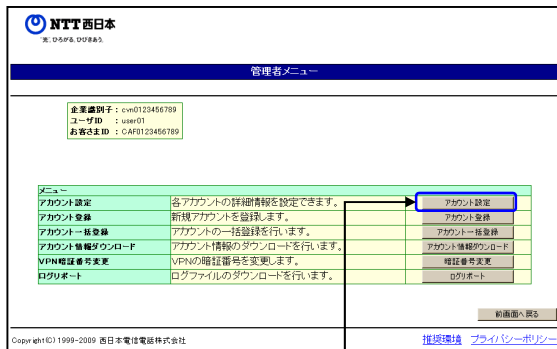 NTT西日本
光、ひろがる、ひびきあう。
管理者メニュー
企業識別子：cvn0123456789
ユーザID ：user01
お客さまID ：CAF0123456789
メニュー
アカウント設定 各アカウントの詳細情報を設定できます。 アカウント設定
アカウント登録 新規アカウントを登録します。 アカウント登録
アカウント一括登録 アカウントの一括登録を行います。 アカウント一括登録
アカウント情報ダウンロード アカウント情報のダウンロードを行います。 アカウント情報ダウンロード
VPN暗証番号変更 VPNの暗証番号を変更します。 暗証番号変更
ログリポート ログファイルのダウンロードを行います。 ログリポート
前画面へ戻る
Copyright(C) 1999-2009 西日本電信電話株式会社 推奨環境 プライバシーポリシー